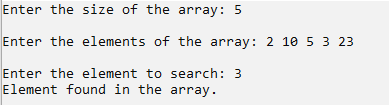 Enter the size of the array: 5
Enter the elements of the array: 2 10 5 3 23
Enter the element to search: 3
Element found in the array.